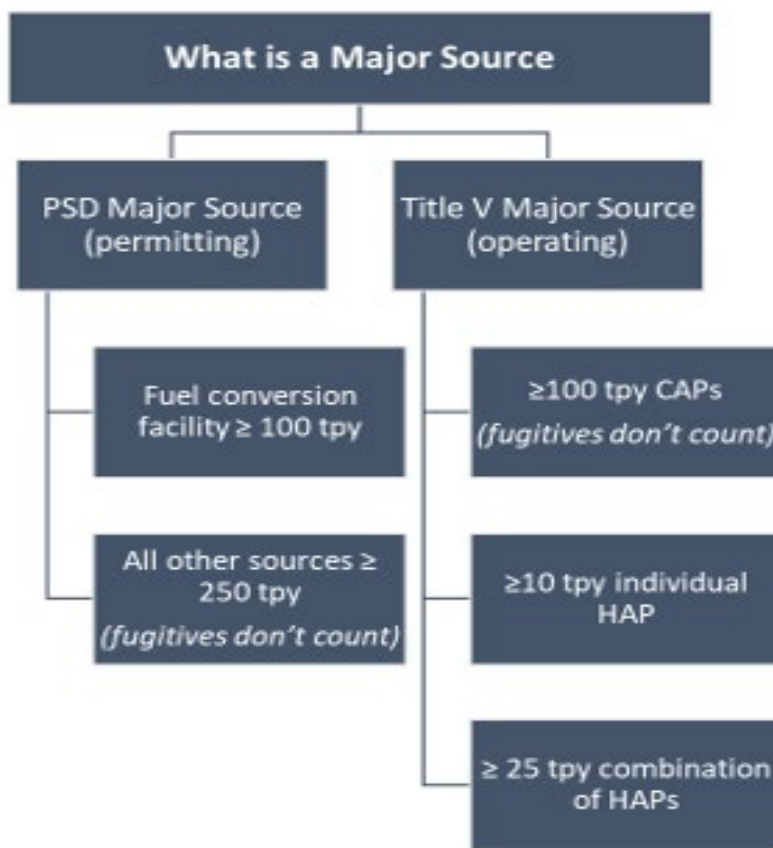 What is a Major Source
PSD Major Source
(permitting)
Title V Major Source
(operating)
Fuel conversion
facility ≥ 100 tpy
≥100 tpy CAPs
(fugitives don't count)
All other sources ≥
250 tpy
(fugitives don't count)
≥10 tpy individual
HAP
≥ 25 tpy combination
of HAPs